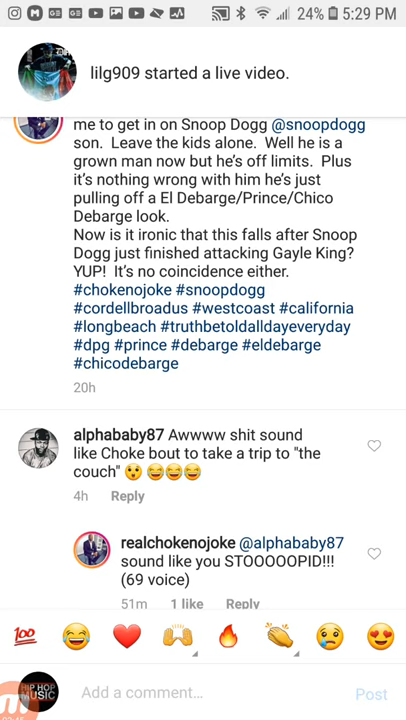 24% 5:29 PM
lilg909 started a live video.
me to get in on Snoop Dogg @snoopdogg
son. Leave the kids alone. Well he is a
grown man now but he's off limits. Plus
it's nothing wrong with him he's just
pulling off a El Debarge/Prince/Chico
Debarge look.
Now is it ironic that this falls after Snoop
Dogg just finished attacking Gayle King?
YUP! It's no coincidence either.
#chokenojoke #snoopdogg
#cordellbroadus #westcoast #california
#longbeach #truthbetoldalldayeveryday
#dpg #prince #debarge #eldebarge
#chicodebarge
20h
alphababy87 Awwww shit sound
like Choke bout to take a trip to "the
couch" 😲😂😂😂
4h Reply
realchokenojoke @alphababy87
sound like you STOOOOOPID!!!
(69 voice)
51m 1 like Reply
HIP HOP
MUSIC
Add a comment... Post